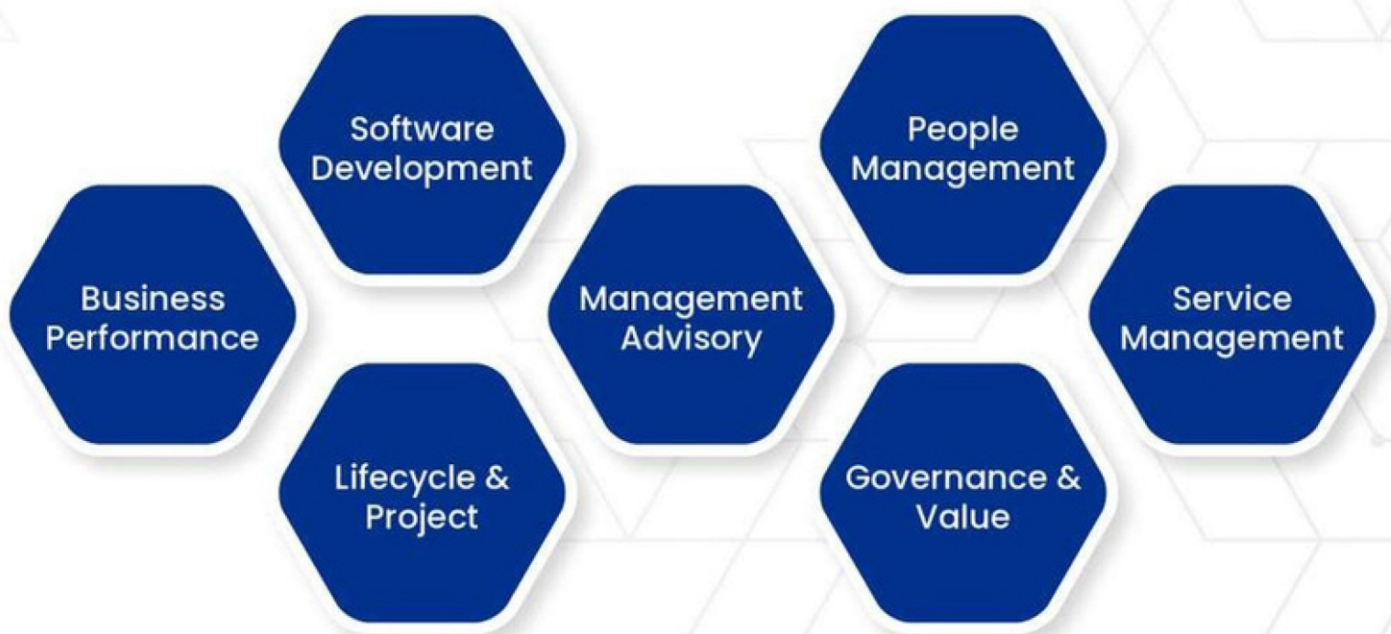 Software
Development
People
Management
Business
Performance
Management
Advisory
Service
Management
Lifecycle &
Project
Governance &
Value